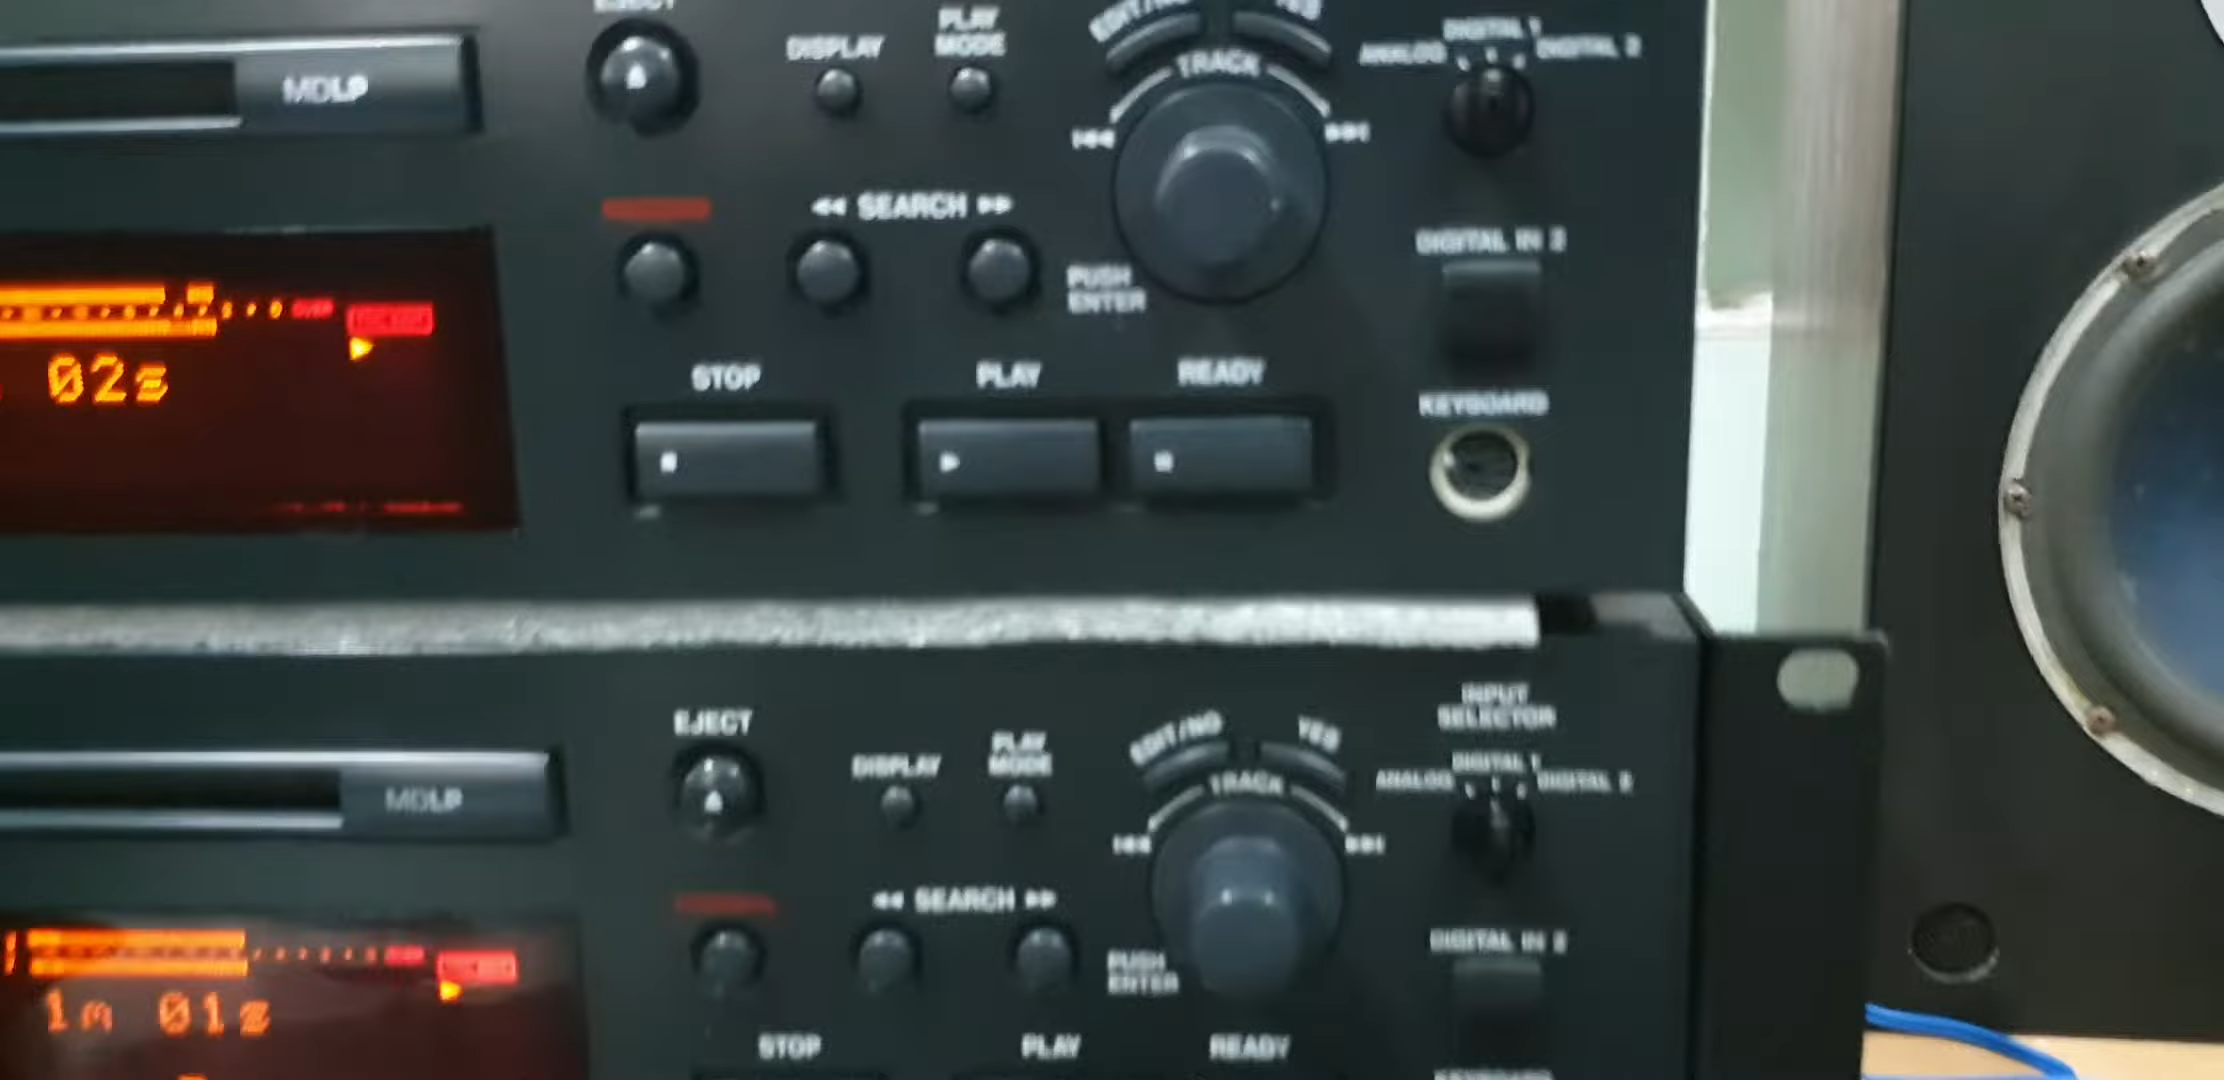 EJECT
DISPLAY
PLAY
MODE
EDIT/NO
YES
TRACK
DIGITAL 1
ANALOG
DIGITAL 2
MDLP
SEARCH
DIGITAL IN 2
PUSH
ENTER
02s
STOP
PLAY
READY
KEYBOARD
INPUT
SELECTOR
EJECT
DISPLAY
PLAY
MODE
EDIT/NO
YES
TRACK
DIGITAL 1
ANALOG
DIGITAL 2
MDLP
SEARCH
DIGITAL IN 2
PUSH
ENTER
1m 01s
STOP
PLAY
READY
KEYBOARD